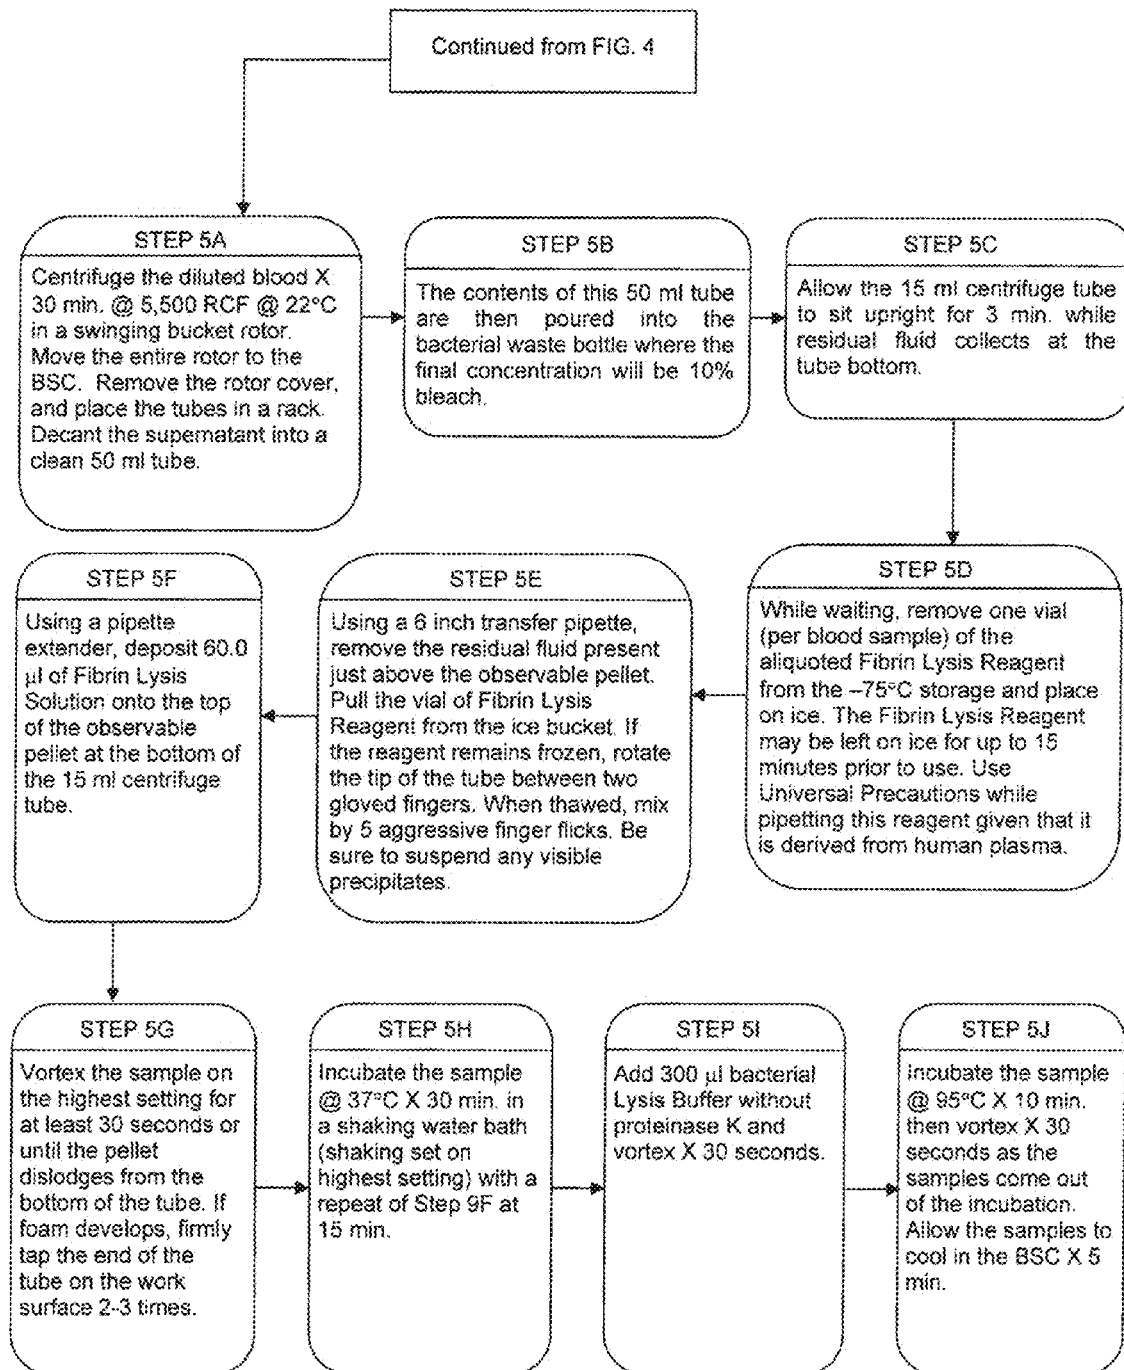 Continued from FIG. 4
STEP 5A
Centrifuge the diluted blood X
30 min. @ 5,500 RCF @ 22°C
in a swinging bucket rotor.
Move the entire rotor to the
BSC. Remove the rotor cover,
and place the tubes in a rack.
Decant the supernatant into a
clean 50 ml tube.
STEP 5B
The contents of this 50 ml tube
are then poured into the
bacterial waste bottle where the
final concentration will be 10%
bleach.
STEP 5C
Allow the 15 ml centrifuge tube
to sit upright for 3 min. while
residual fluid collects at the
tube bottom.
STEP 5D
While waiting, remove one vial
(per blood sample) of the
aliquoted Fibrin Lysis Reagent
from the –75°C storage and place
on ice. The Fibrin Lysis Reagent
may be left on ice for up to 15
minutes prior to use. Use
Universal Precautions while
pipetting this reagent given that it
is derived from human plasma.
STEP 5E
Using a 6 inch transfer pipette,
remove the residual fluid present
just above the observable pellet.
Pull the vial of Fibrin Lysis
Reagent from the ice bucket. If
the reagent remains frozen, rotate
the tip of the tube between two
gloved fingers. When thawed, mix
by 5 aggressive finger flicks. Be
sure to suspend any visible
precipitates.
STEP 5F
Using a pipette
extender, deposit 60.0
µl of Fibrin Lysis
Solution onto the top
of the observable
pellet at the bottom of
the 15 ml centrifuge
tube.
STEP 5G
Vortex the sample on
the highest setting for
at least 30 seconds or
until the pellet
dislodges from the
bottom of the tube. If
foam develops, firmly
tap the end of the
tube on the work
surface 2-3 times.
STEP 5H
Incubate the sample
@ 37°C X 30 min. in
a shaking water bath
(shaking set on
highest setting) with a
repeat of Step 9F at
15 min.
STEP 5I
Add 300 µl bacterial
Lysis Buffer without
proteinase K and
vortex X 30 seconds.
STEP 5J
Incubate the sample
@ 95°C X 10 min.
then vortex X 30
seconds as the
samples come out
of the incubation.
Allow the samples to
cool in the BSC X 5
min.